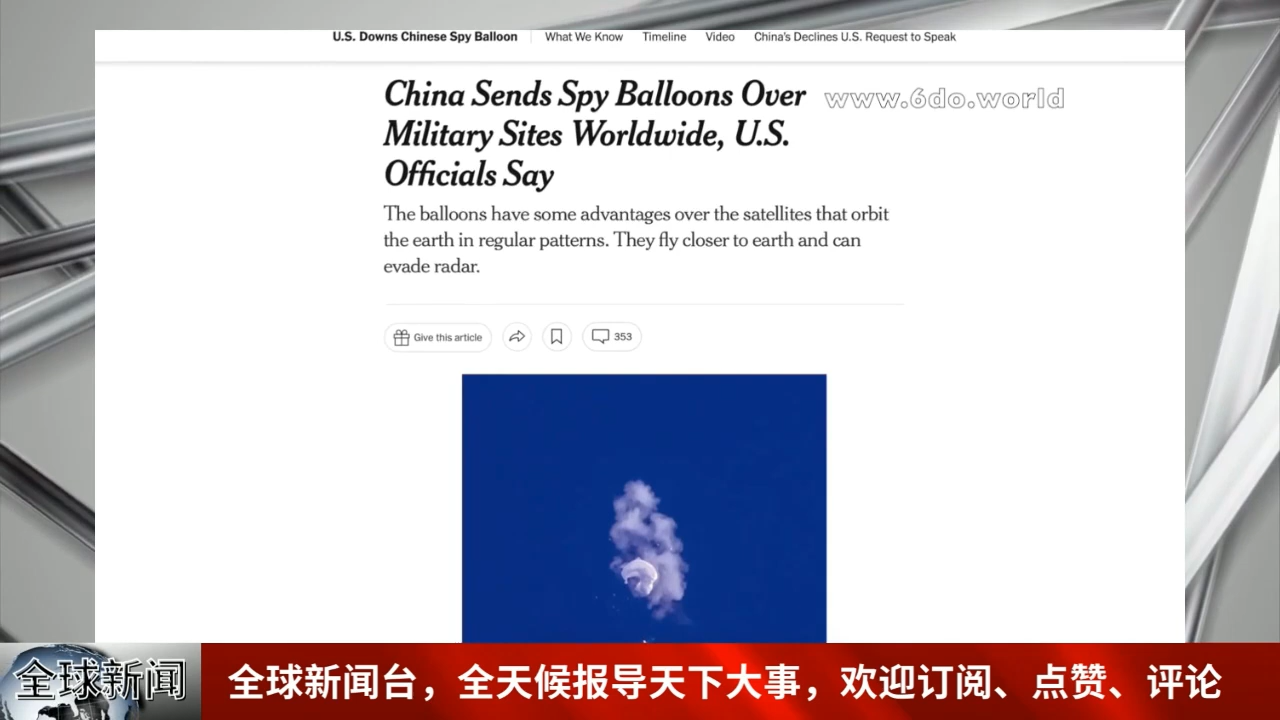 U.S. Downs Chinese Spy Balloon What We Know Timeline Video China's Declines U.S. Request to Speak
China Sends Spy Balloons Over
www.6do.world
Military Sites Worldwide, U.S.
Officials Say
The balloons have some advantages over the satellites that orbit
the earth in regular patterns. They fly closer to earth and can
evade radar.
Give this article 353
全球新闻
全球新闻台，全天候报导天下大事，欢迎订阅、点赞、评论